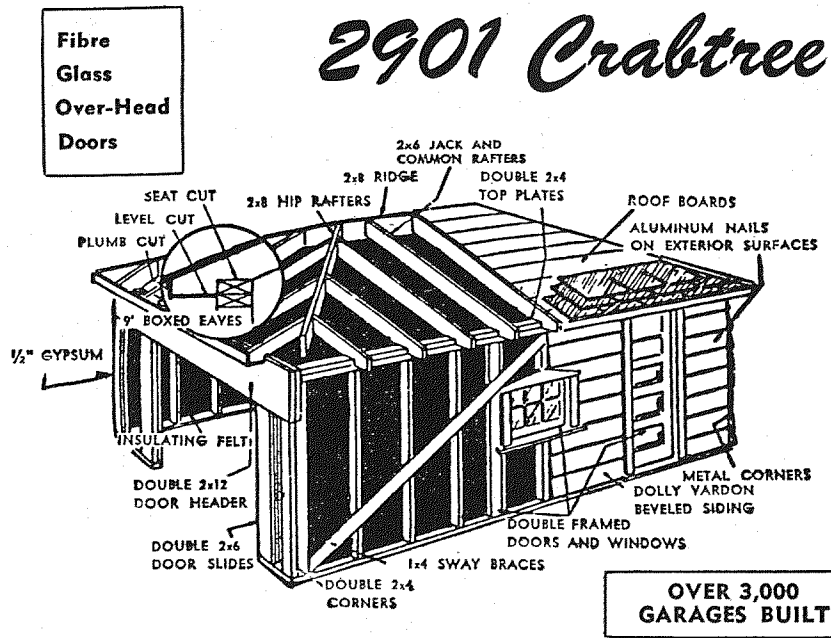 Fibre
Glass
Over-Head
Doors
2901 Crabtree
2x6 JACK AND
COMMON RAFTERS
2x8 RIDGE
DOUBLE 2x4
TOP PLATES
SEAT CUT
2x8 HIP RAFTERS
LEVEL CUT
PLUMB CUT
ROOF BOARDS
ALUMINUM NAILS
ON EXTERIOR SURFACES
9' BOXED EAVES
1/2" GYPSUM
INSULATING FELT
DOUBLE 2x12
DOOR HEADER
METAL CORNERS
DOLLY VARDON
BEVELED SIDING
DOUBLE FRAMED
DOORS AND WINDOWS
DOUBLE 2x6
DOOR SLIDES
1x4 SWAY BRACES
DOUBLE 2x4
CORNERS
OVER 3,000
GARAGES BUILT